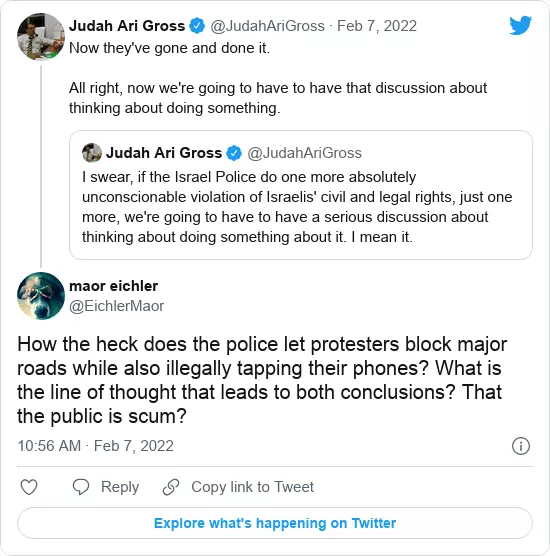 Judah Ari Gross @JudahAriGross · Feb 7, 2022
Now they've gone and done it.
All right, now we're going to have to have that discussion about
thinking about doing something.
Judah Ari Gross @JudahAriGross
I swear, if the Israel Police do one more absolutely
unconscionable violation of Israelis' civil and legal rights, just one
more, we're going to have to have a serious discussion about
thinking about doing something about it. I mean it.
maor eichler
@EichlerMaor
How the heck does the police let protesters block major
roads while also illegally tapping their phones? What is
the line of thought that leads to both conclusions? That
the public is scum?
10:56 AM · Feb 7, 2022
Reply Copy link to Tweet
Explore what's happening on Twitter